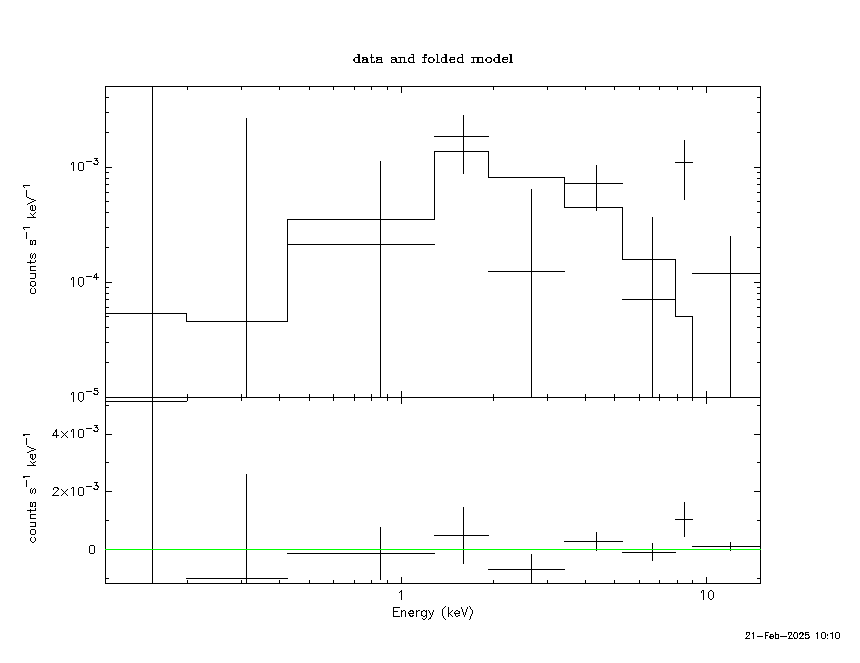 data and folded model
counts s⁻¹ keV⁻¹
10⁻³
10⁻⁴
10⁻⁵
counts s⁻¹ keV⁻¹
4×10⁻³
2×10⁻³
0
1
10
Energy (keV)
21−Feb−2025 10:10